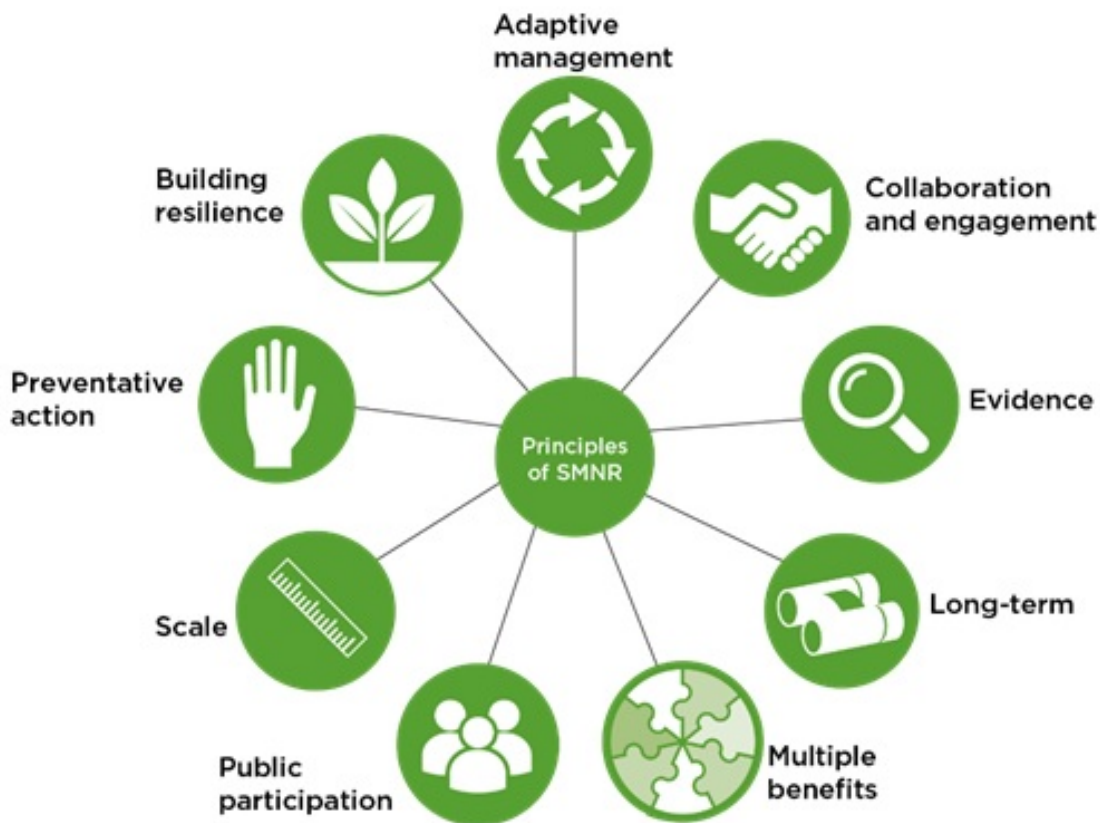 Adaptive
management
Collaboration
and engagement
Evidence
Long-term
Multiple
benefits
Public
participation
Scale
Preventative
action
Building
resilience
Principles
of SMNR